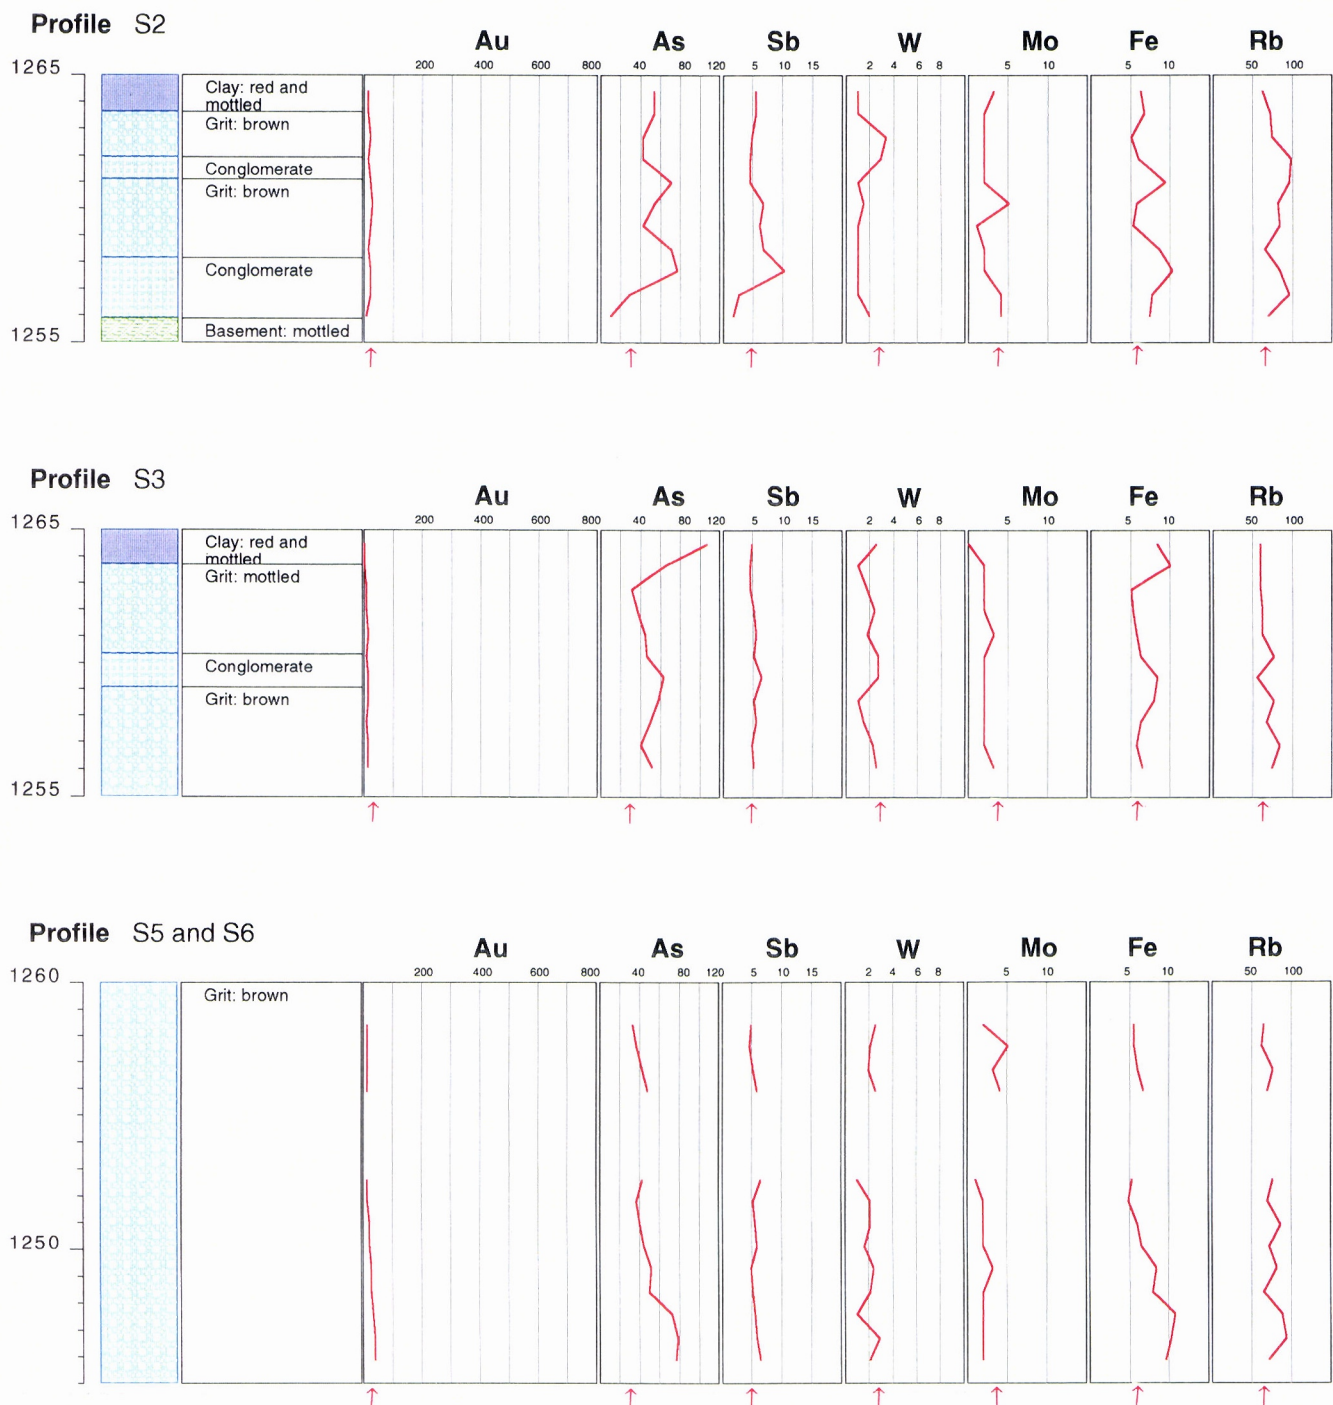 Profile S2
Au As Sb W Mo Fe Rb
1265
200 400 600 800 40 80 120 5 10 15 2 4 6 8 5 10 5 10 50 100
Clay: red and
mottled
Grit: brown
Conglomerate
Grit: brown
Conglomerate
Basement: mottled
1255
Profile S3
Au As Sb W Mo Fe Rb
1265
200 400 600 800 40 80 120 5 10 15 2 4 6 8 5 10 5 10 50 100
Clay: red and
mottled
Grit: mottled
Conglomerate
Grit: brown
1255
Profile S5 and S6
Au As Sb W Mo Fe Rb
1260
200 400 600 800 40 80 120 5 10 15 2 4 6 8 5 10 5 10 50 100
Grit: brown
1250